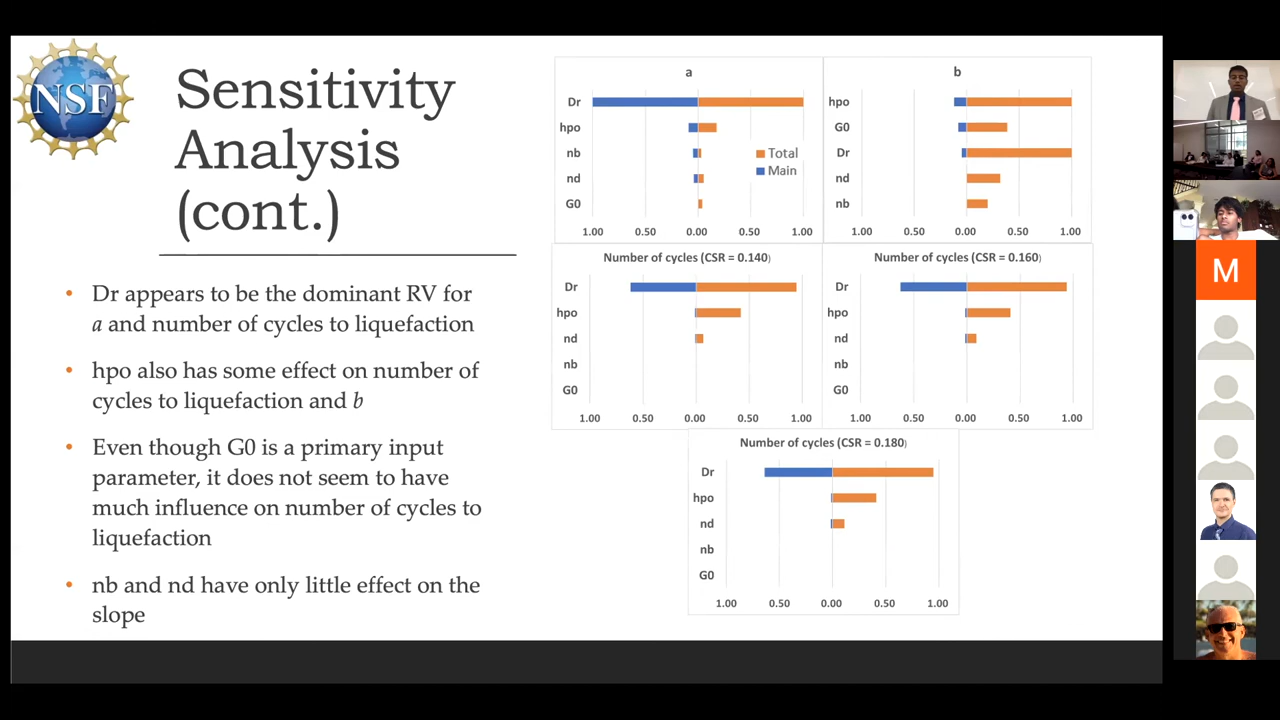 NSF
Sensitivity
Analysis
(cont.)
• Dr appears to be the dominant RV for
a and number of cycles to liquefaction
• hpo also has some effect on number of
cycles to liquefaction and b
• Even though G0 is a primary input
parameter, it does not seem to have
much influence on number of cycles to
liquefaction
• nb and nd have only little effect on the
slope
a
Dr
hpo
nb
nd
G0
Total
Main
1.00 0.50 0.00 0.50 1.00
b
hpo
G0
Dr
nd
nb
1.00 0.50 0.00 0.50 1.00
Number of cycles (CSR = 0.140)
Dr
hpo
nd
nb
G0
1.00 0.50 0.00 0.50 1.00
Number of cycles (CSR = 0.160)
Dr
hpo
nd
nb
G0
1.00 0.50 0.00 0.50 1.00
Number of cycles (CSR = 0.180)
Dr
hpo
nd
nb
G0
1.00 0.50 0.00 0.50 1.00
M